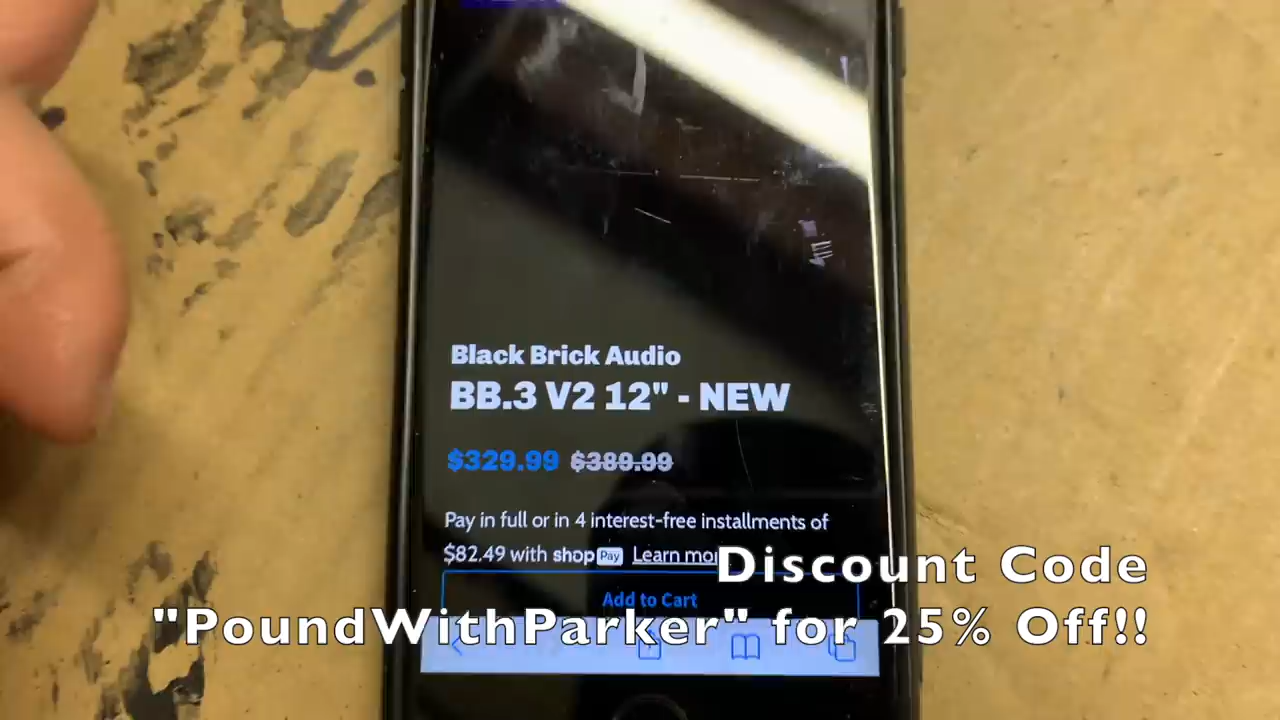 Black Brick Audio
BB.3 V2 12" - NEW
$329.99 $389.99
Pay in full or in 4 interest-free installments of
$82.49 with shop Pay Learn mo
Add to Cart
Discount Code
"PoundWithParker" for 25% Off!!